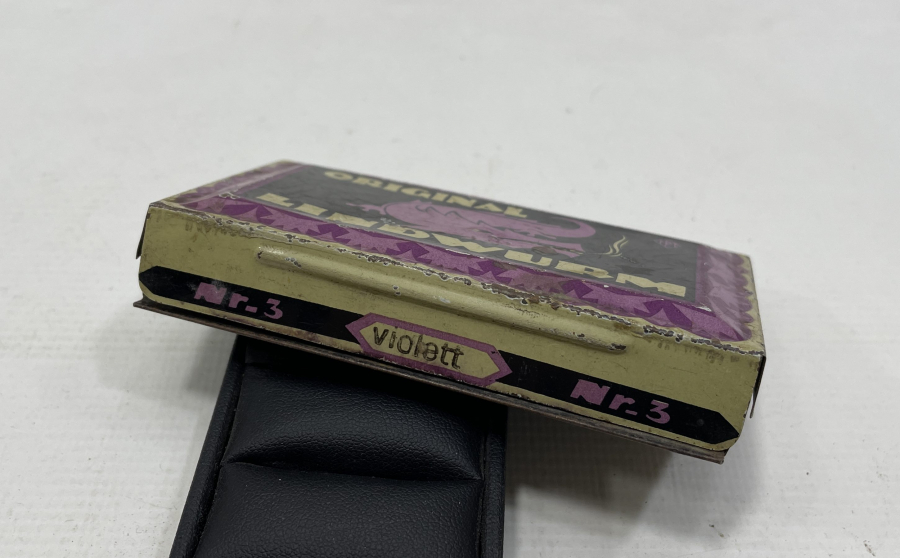 ORIGINAL
LINDWURM
Nr. 3
violett
Nr. 3